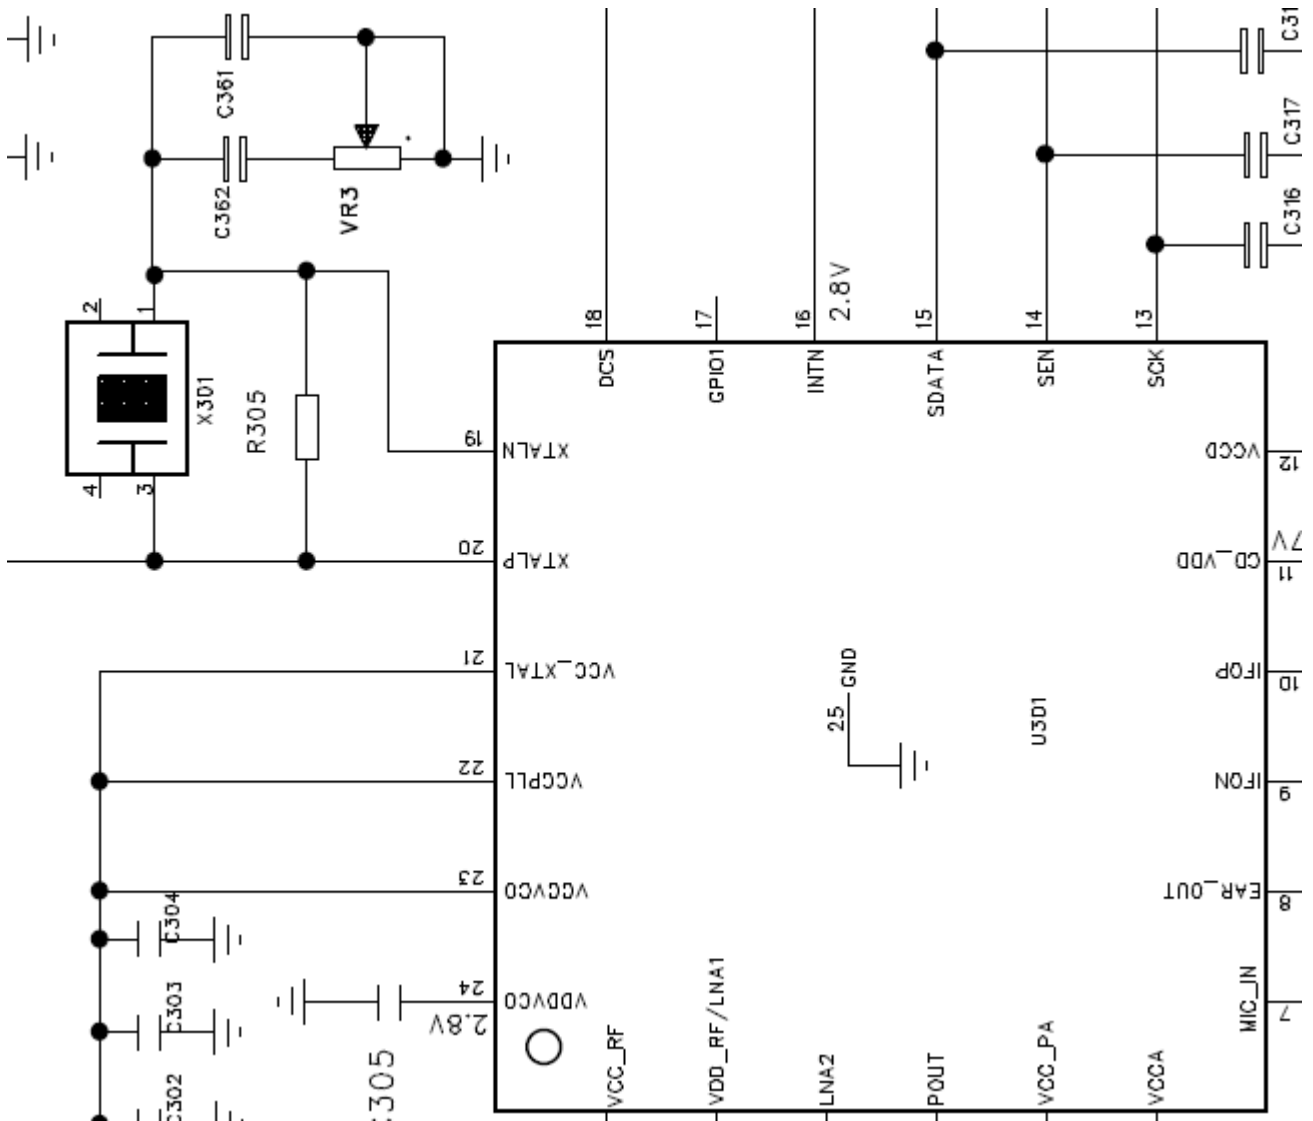 C361
C362
VR3
C31
C317
C316
2.8V
2
1
X301
4
3
R305
18
17
16
15
14
13
DCS
GPIO1
INTN
SDATA
SEN
SCK
19
XTALN
20
XTALP
21
VCC_XTAL
22
VCCPLL
23
VCCVCO
24
VDDVCO
2.8V
VCCD
12
7V
CD_VDD
11
IFOP
10
IFON
9
EAR_OUT
8
MIC_IN
7
GND
25
U301
C304
C303
C302
C305
VCC_RF
VDD_RF/LNA1
LNA2
POUT
VCC_PA
VCCA